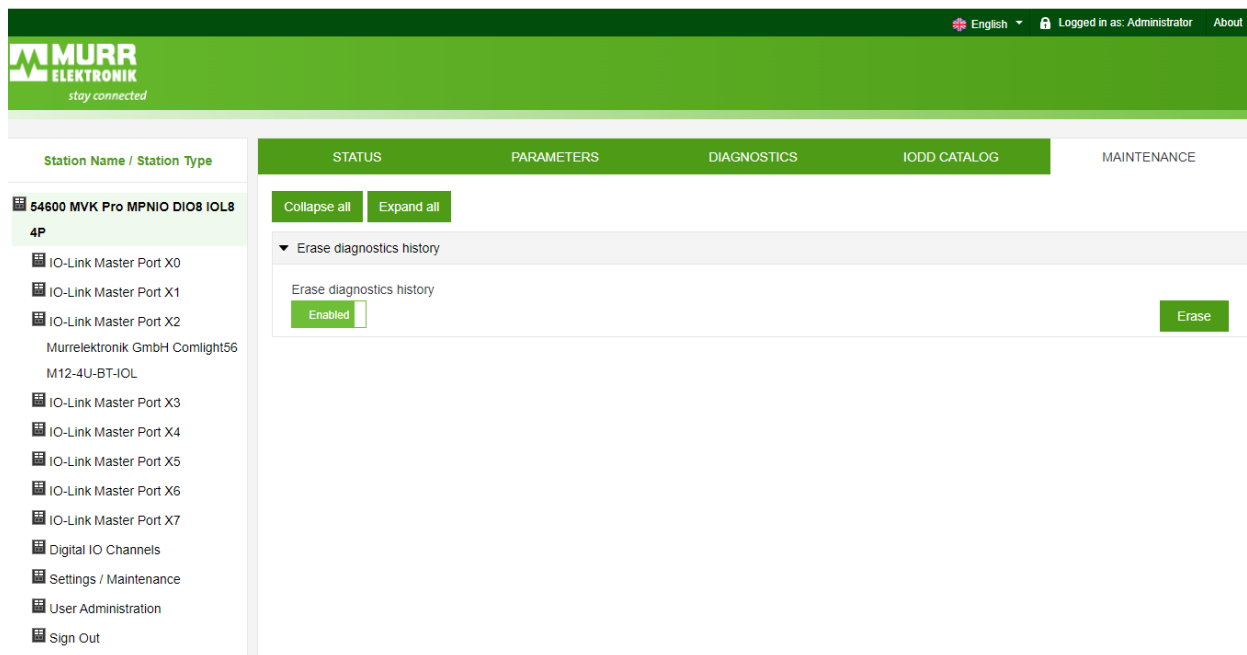 English
Logged in as: Administrator
About
MURR
ELEKTRONIK
stay connected
Station Name / Station Type
STATUS
PARAMETERS
DIAGNOSTICS
IODD CATALOG
MAINTENANCE
54600 MVK Pro MPNIO DIO8 IOL8
4P
IO-Link Master Port X0
IO-Link Master Port X1
IO-Link Master Port X2
Murrelektronik GmbH Comlight56
M12-4U-BT-IOL
IO-Link Master Port X3
IO-Link Master Port X4
IO-Link Master Port X5
IO-Link Master Port X6
IO-Link Master Port X7
Digital IO Channels
Settings / Maintenance
User Administration
Sign Out
Collapse all
Expand all
Erase diagnostics history
Erase diagnostics history
Enabled
Erase